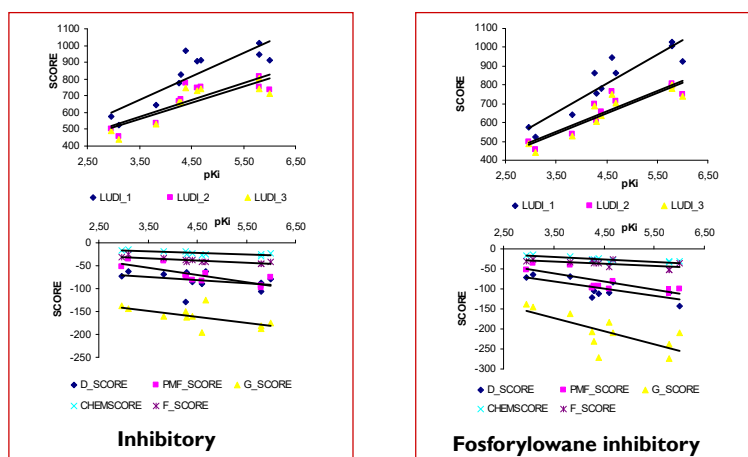 1100
1000
900
800
700
600
500
400
SCORE
2,50 3,50 4,50 5,50 6,50
pKi
LUDI_1 LUDI_2 LUDI_3
pKi
2,50 3,50 4,50 5,50 6,50
0
-50
-100
-150
-200
-250
SCORE
D_SCORE PMF_SCORE G_SCORE
CHEMSCORE F_SCORE
Inhibitory
1100
1000
900
800
700
600
500
400
SCORE
2,50 3,50 4,50 5,50 6,50
pKi
LUDI_1 LUDI_2 LUDI_3
pKi
2,50 3,50 4,50 5,50 6,50
0
-50
-100
-150
-200
-250
-300
SCORE
D_SCORE PMF_SCORE G_SCORE
CHEMSCORE F_SCORE
Fosforylowane inhibitory